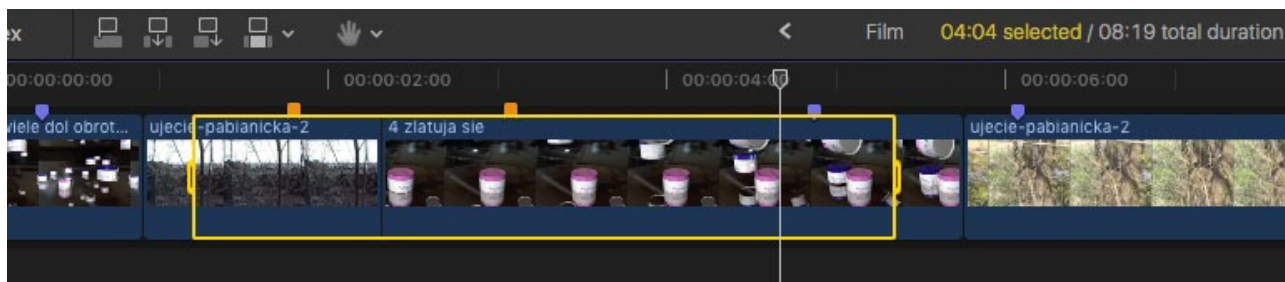 ex
Film
04:04 selected / 08:19 total duration
00:00:00:00
00:00:02:00
00:00:04:00
00:00:06:00
wiele dol obrot...
ujecie-pabianicka-2
4 zlatuja sie
ujecie-pabianicka-2